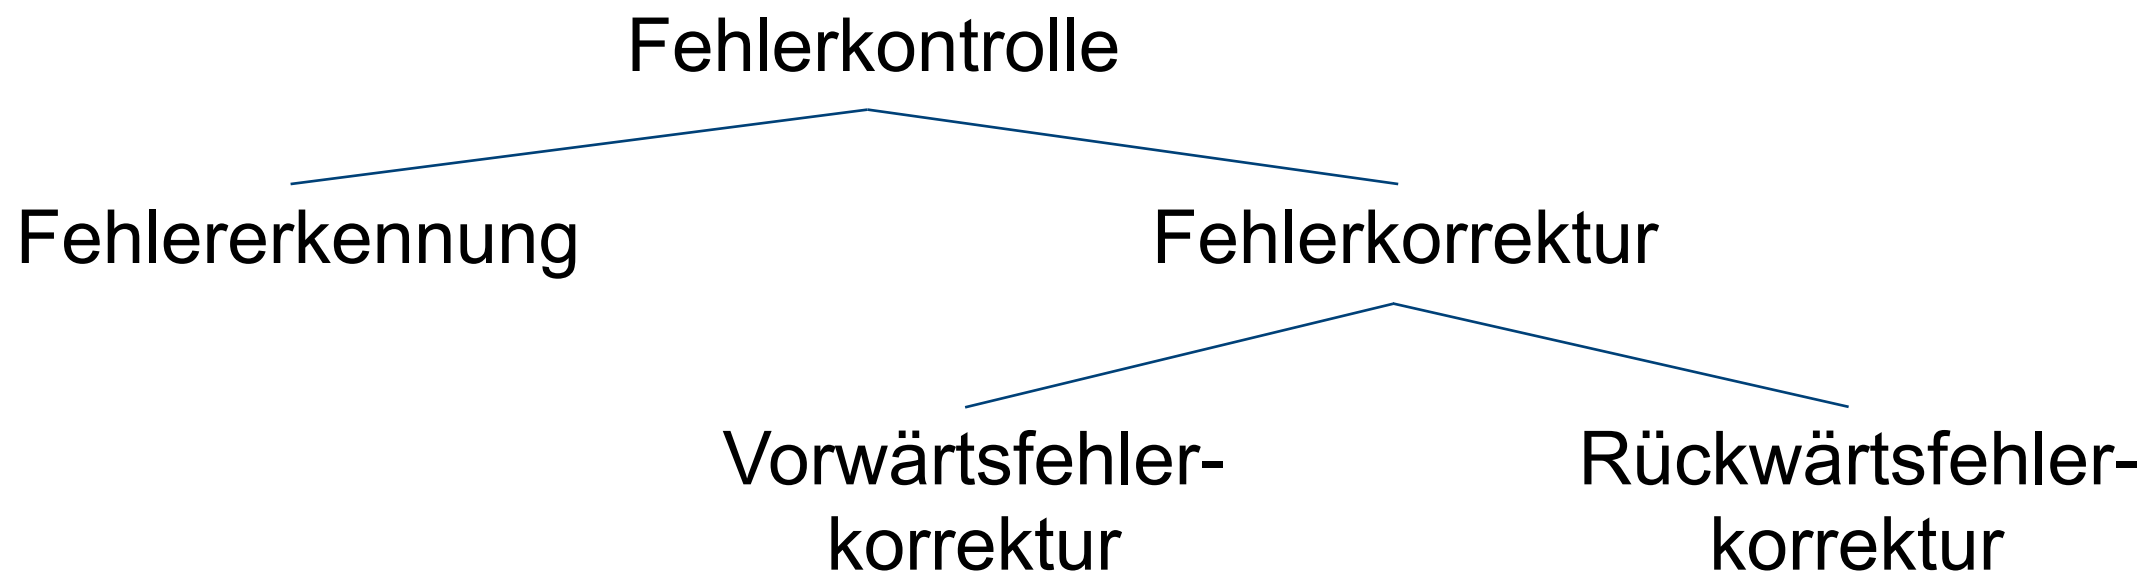 Fehlerkontrolle
Fehlererkennung
Fehlerkorrektur
Vorwärtsfehler-
korrektur
Rückwärtsfehler-
korrektur